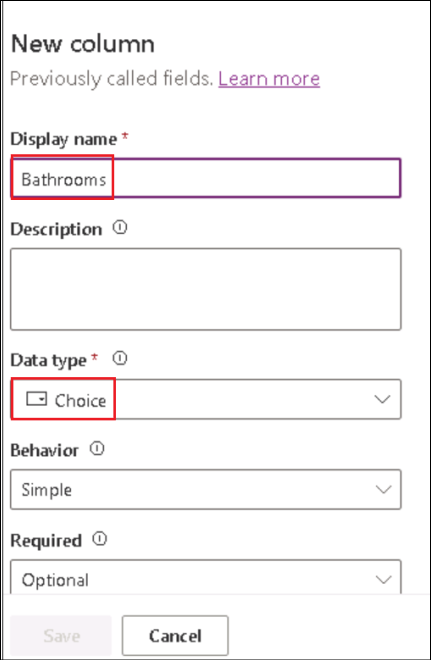 New column
Previously called fields. Learn more
Display name *
Bathrooms
Description
Data type *
Choice
Behavior
Simple
Required
Optional
Save Cancel